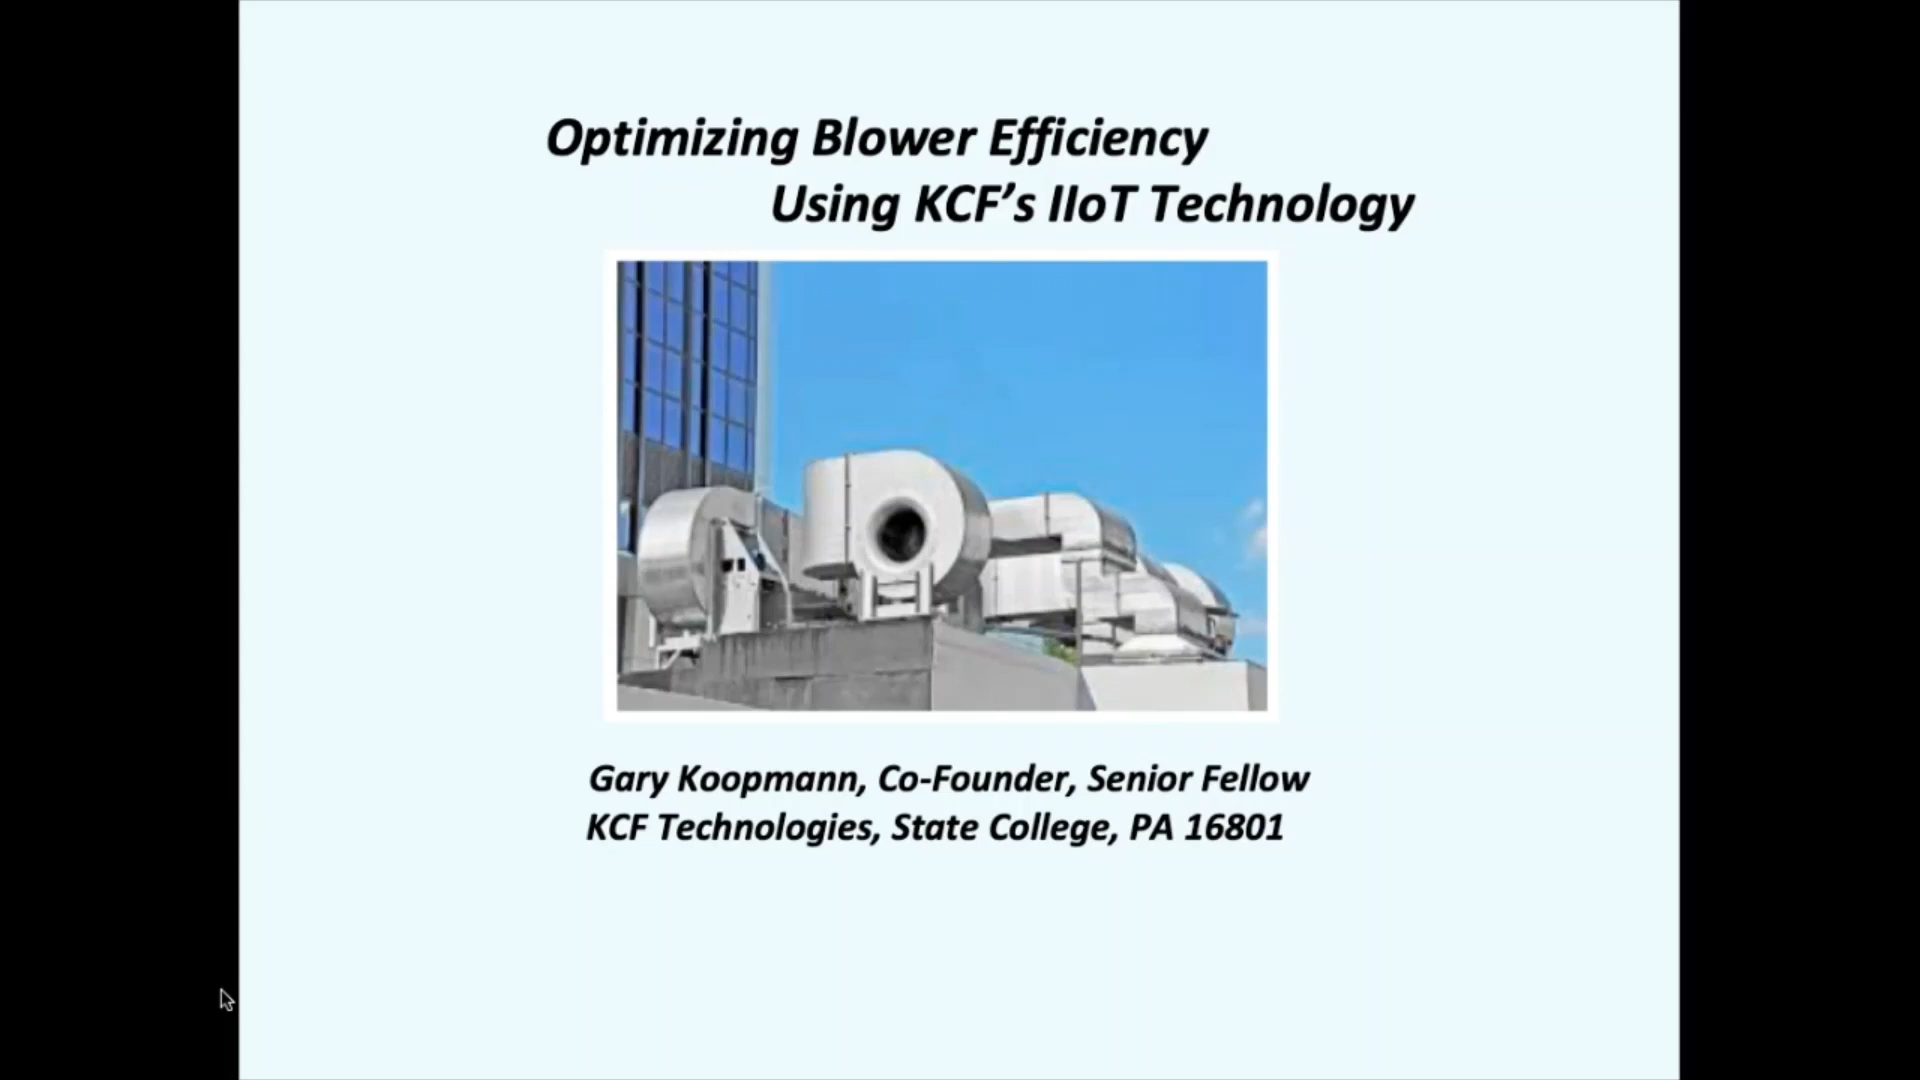 Optimizing Blower Efficiency
Using KCF's IIoT Technology
Gary Koopmann, Co-Founder, Senior Fellow
KCF Technologies, State College, PA 16801